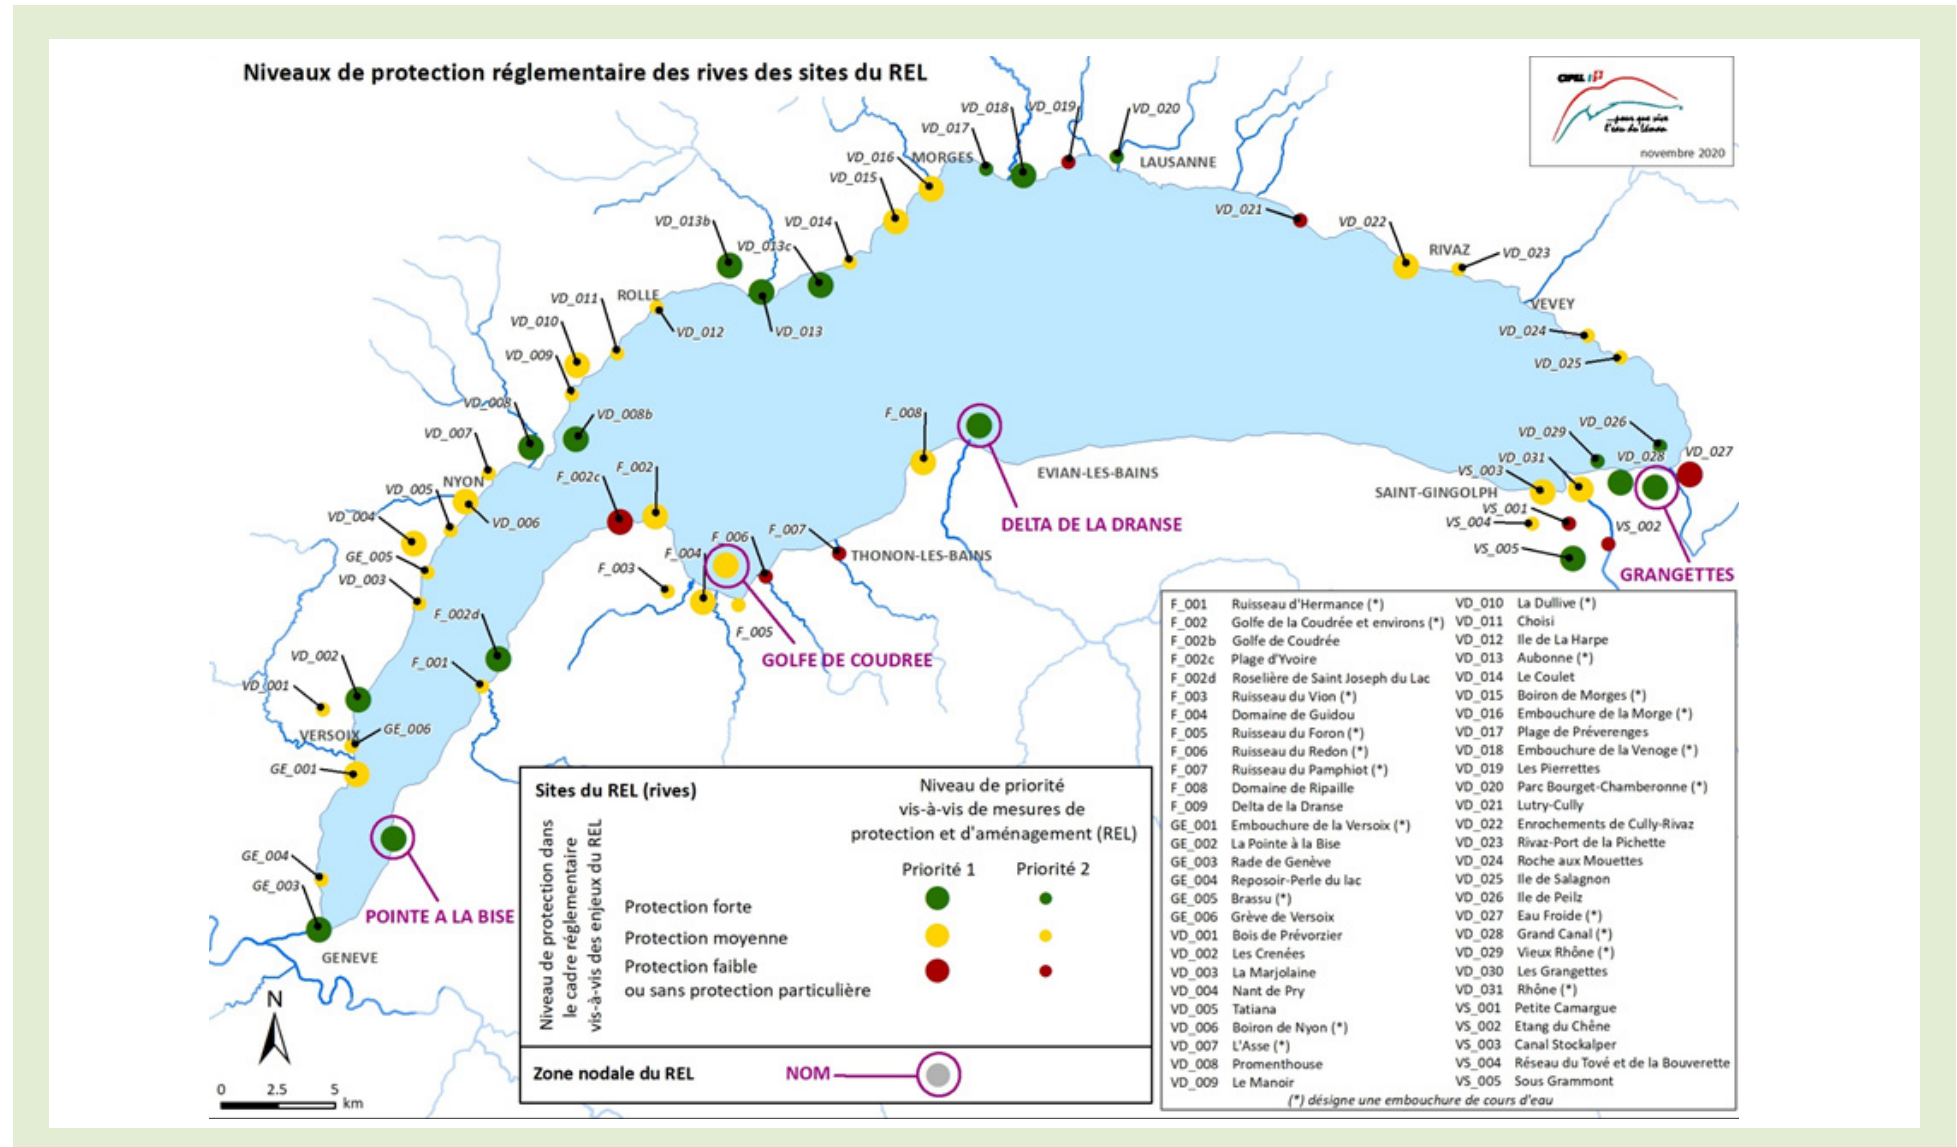 Niveaux de protection réglementaire des rives des sites du REL
CIPEL
...pour que vive
l'eau du Léman
novembre 2020
VD_018
VD_019
VD_020
VD_017
VD_016
MORGES
LAUSANNE
VD_015
VD_013b
VD_014
VD_013c
VD_021
VD_022
RIVAZ
VD_023
VD_011
ROLLE
VD_010
VD_012
VD_013
VEVEY
VD_024
VD_009
VD_025
VD_008
VD_008b
F_008
VD_007
VD_026
VD_029
VD_028
VD_027
VD_031
VS_003
F_002
F_002c
EVIAN-LES-BAINS
NYON
VD_005
SAINT-GINGOLPH
VS_001
VD_004
VD_006
DELTA DE LA DRANSE
VS_004
VS_002
F_006
F_007
GE_005
F_004
THONON-LES-BAINS
VS_005
VD_003
F_003
GRANGETTES
F_002d
F_005
VD_002
F_001
GOLFE DE COUDREE
VD_001
VERSOIX
GE_006
GE_001
GE_004
GE_003
POINTE A LA BISE
GENEVE
N
0 2.5 5
km
Sites du REL (rives)
Niveau de priorité
vis-à-vis de mesures de
protection et d'aménagement (REL)
Niveau de protection dans
le cadre réglementaire
vis-à-vis des enjeux du REL
Priorité 1 Priorité 2
Protection forte
Protection moyenne
Protection faible
ou sans protection particulière
Zone nodale du REL
NOM
F_001 Ruisseau d'Hermance (*)
F_002 Golfe de la Coudrée et environs (*)
F_002b Golfe de Coudrée
F_002c Plage d'Yvoire
F_002d Roselière de Saint Joseph du Lac
F_003 Ruisseau du Vion (*)
F_004 Domaine de Guidou
F_005 Ruisseau du Foron (*)
F_006 Ruisseau du Redon (*)
F_007 Ruisseau du Pamphiot (*)
F_008 Domaine de Ripaille
F_009 Delta de la Dranse
GE_001 Embouchure de la Versoix (*)
GE_002 La Pointe à la Bise
GE_003 Rade de Genève
GE_004 Reposoir-Perle du lac
GE_005 Brassu (*)
GE_006 Grève de Versoix
VD_001 Bois de Prévorzier
VD_002 Les Crenées
VD_003 La Marjolaine
VD_004 Nant de Pry
VD_005 Tatiana
VD_006 Boiron de Nyon (*)
VD_007 L'Asse (*)
VD_008 Promenthouse
VD_009 Le Manoir
VD_010 La Dullive (*)
VD_011 Choisi
VD_012 Ile de La Harpe
VD_013 Aubonne (*)
VD_014 Le Coulet
VD_015 Boiron de Morges (*)
VD_016 Embouchure de la Morge (*)
VD_017 Plage de Préverenges
VD_018 Embouchure de la Venoge (*)
VD_019 Les Pierrettes
VD_020 Parc Bourget-Chamberonne (*)
VD_021 Lutry-Cully
VD_022 Enrochements de Cully-Rivaz
VD_023 Rivaz-Port de la Pichette
VD_024 Roche aux Mouettes
VD_025 Ile de Salagnon
VD_026 Ile de Peilz
VD_027 Eau Froide (*)
VD_028 Grand Canal (*)
VD_029 Vieux Rhône (*)
VD_030 Les Grangettes
VD_031 Rhône (*)
VS_001 Petite Camargue
VS_002 Etang du Chêne
VS_003 Canal Stockalper
VS_004 Réseau du Tové et de la Bouverette
VS_005 Sous Grammont
(*) désigne une embouchure de cours d'eau